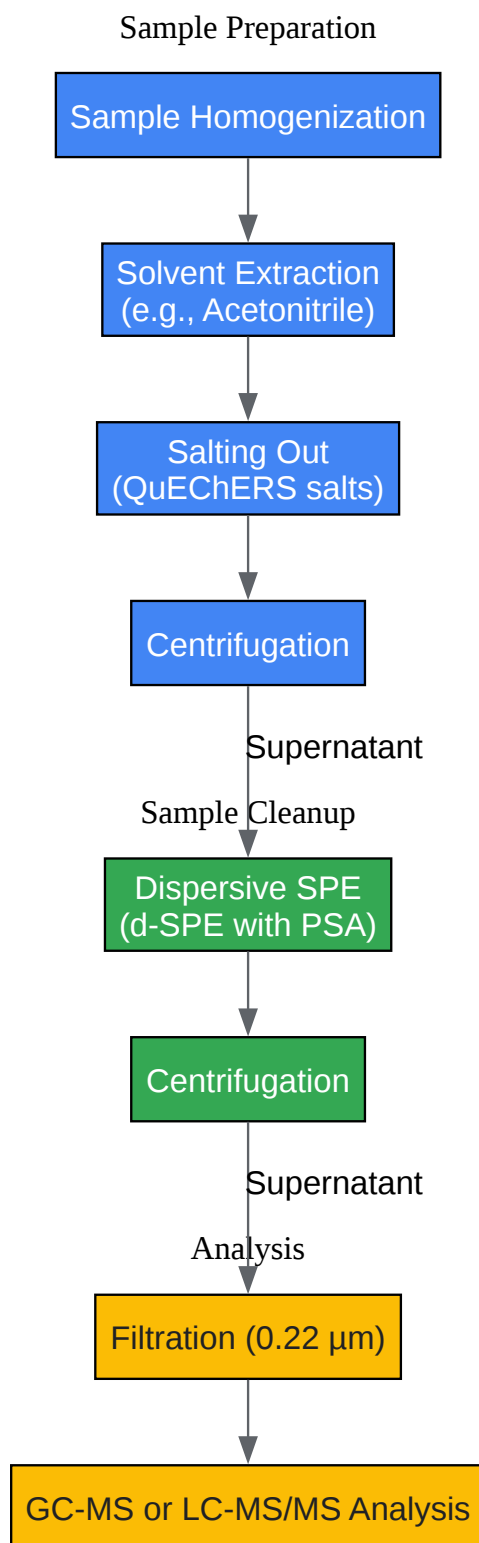 Sample Preparation
Sample Homogenization
Solvent Extraction
(e.g., Acetonitrile)
Salting Out
(QuEChERS salts)
Centrifugation
Supernatant
Sample Cleanup
Dispersive SPE
(d-SPE with PSA)
Centrifugation
Supernatant
Analysis
Filtration (0.22 µm)
GC-MS or LC-MS/MS Analysis